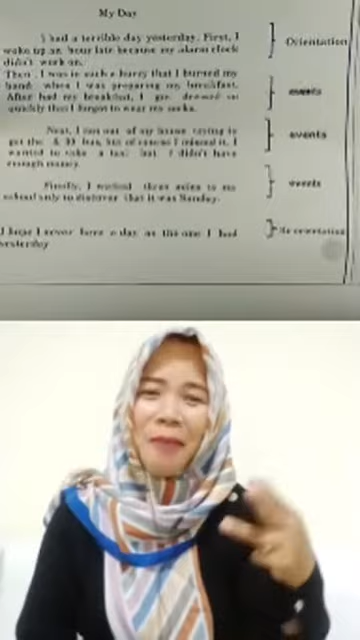 My Day
I had a terrible day yesterday. First, I
woke up an hour late because my alarm clock
didn't work on.
Then, I was in such a hurry that I burned my
hand when I was preparing my breakfast.
After had my breakfast, I got dressed so
quickly that I forgot to wear my socks.
Next, I run out of my house trying to
get the bus, but of course I missed it. I
wanted to take a taxi but I didn't have
enough money.
Finally, I walked three miles to my
school only to discover that it was Sunday.
I hope I never have a day as the one I had
yesterday
Orientation
events
events
events
Re orientation